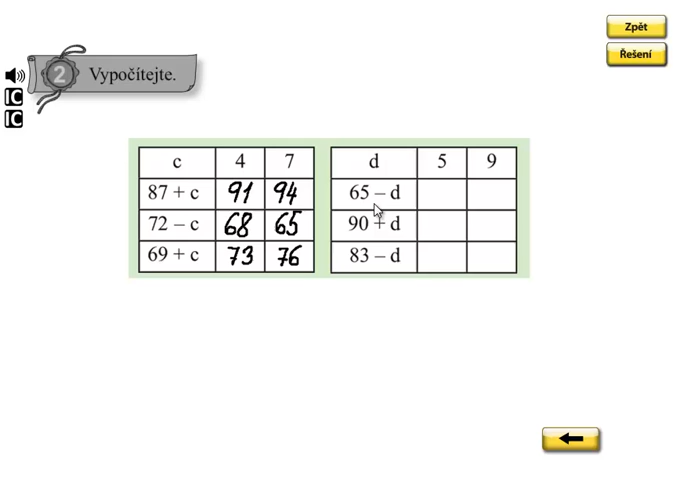 Zpět
Řešení
2 Vypočítejte.
c 4 7
87 + c 91 94
72 – c 68 65
69 + c 73 76
d 5 9
65 – d
90 + d
83 – d